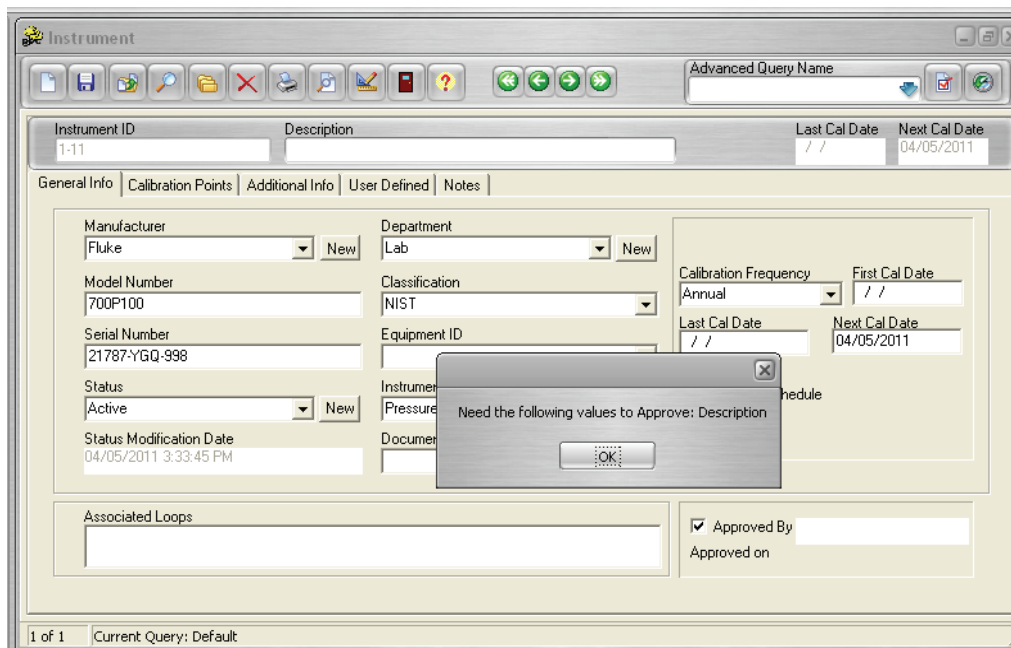 Instrument
Advanced Query Name
Instrument ID Description Last Cal Date Next Cal Date
1-11 / / 04/05/2011
General Info Calibration Points Additional Info User Defined Notes
Manufacturer Department
Fluke New Lab New
Model Number Classification Calibration Frequency First Cal Date
700P100 NIST Annual / /
Serial Number Equipment ID Last Cal Date Next Cal Date
21787-YGQ-998 / / 04/05/2011
Status Instrumen hedule
Active New Pressure Need the following values to Approve: Description
Status Modification Date Documen
04/05/2011 3:33:45 PM OK
Associated Loops Approved By
Approved on
1 of 1 Current Query: Default